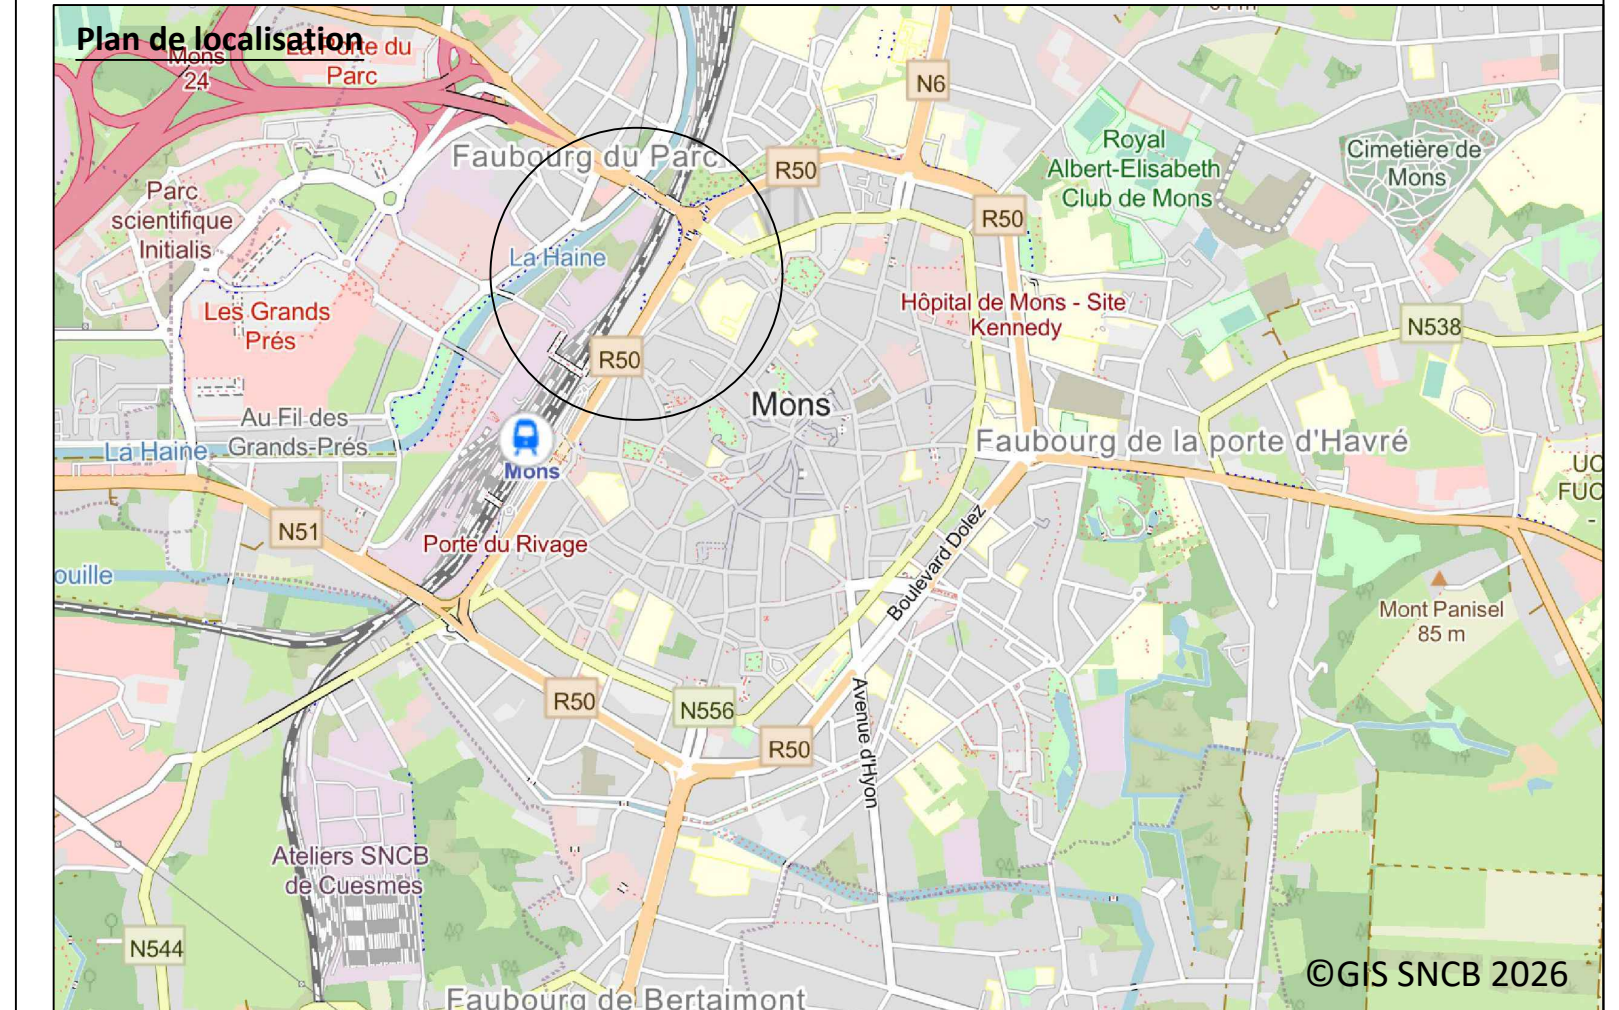 Plan de localisation
Mons
24
La Porte du
Parc
N6
Faubourg du Parc
R50
Royal
Albert-Elisabeth
Club de Mons
Cimetière de
Mons
Parc
scientifique
Initialis
R50
La Haine
Les Grands
Prés
Hôpital de Mons - Site
Kennedy
N538
R50
Mons
Au Fil des
Grands-Prés
La Haine
Mons
Faubourg de la porte d'Havré
UC
FUC
-
N51
Porte du Rivage
Boulevard Dolez
ouille
Mont Panisel
85 m
R50
N556
R50
Avenue d'Hyon
Ateliers SNCB
de Cuesmes
N544
©GIS SNCB 2026
Faubourg de Bertaimont